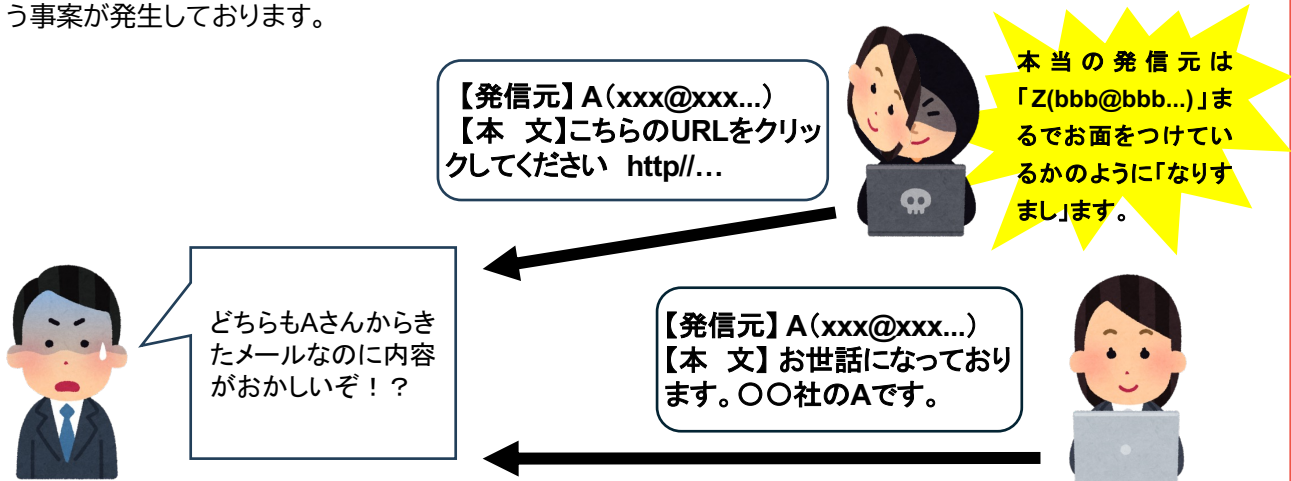 う事案が発生しております。
【発信元】A（xxx@xxx...）
【本　文】こちらのURLをクリッ
クしてください　http//…
本当の発信元は
「Z(bbb@bbb...)」ま
るでお面をつけてい
るかのように「なりす
まし」ます。
どちらもAさんからき
たメールなのに内容
がおかしいぞ！？
【発信元】A（xxx@xxx...）
【本　文】お世話になっており
ます。〇〇社のAです。